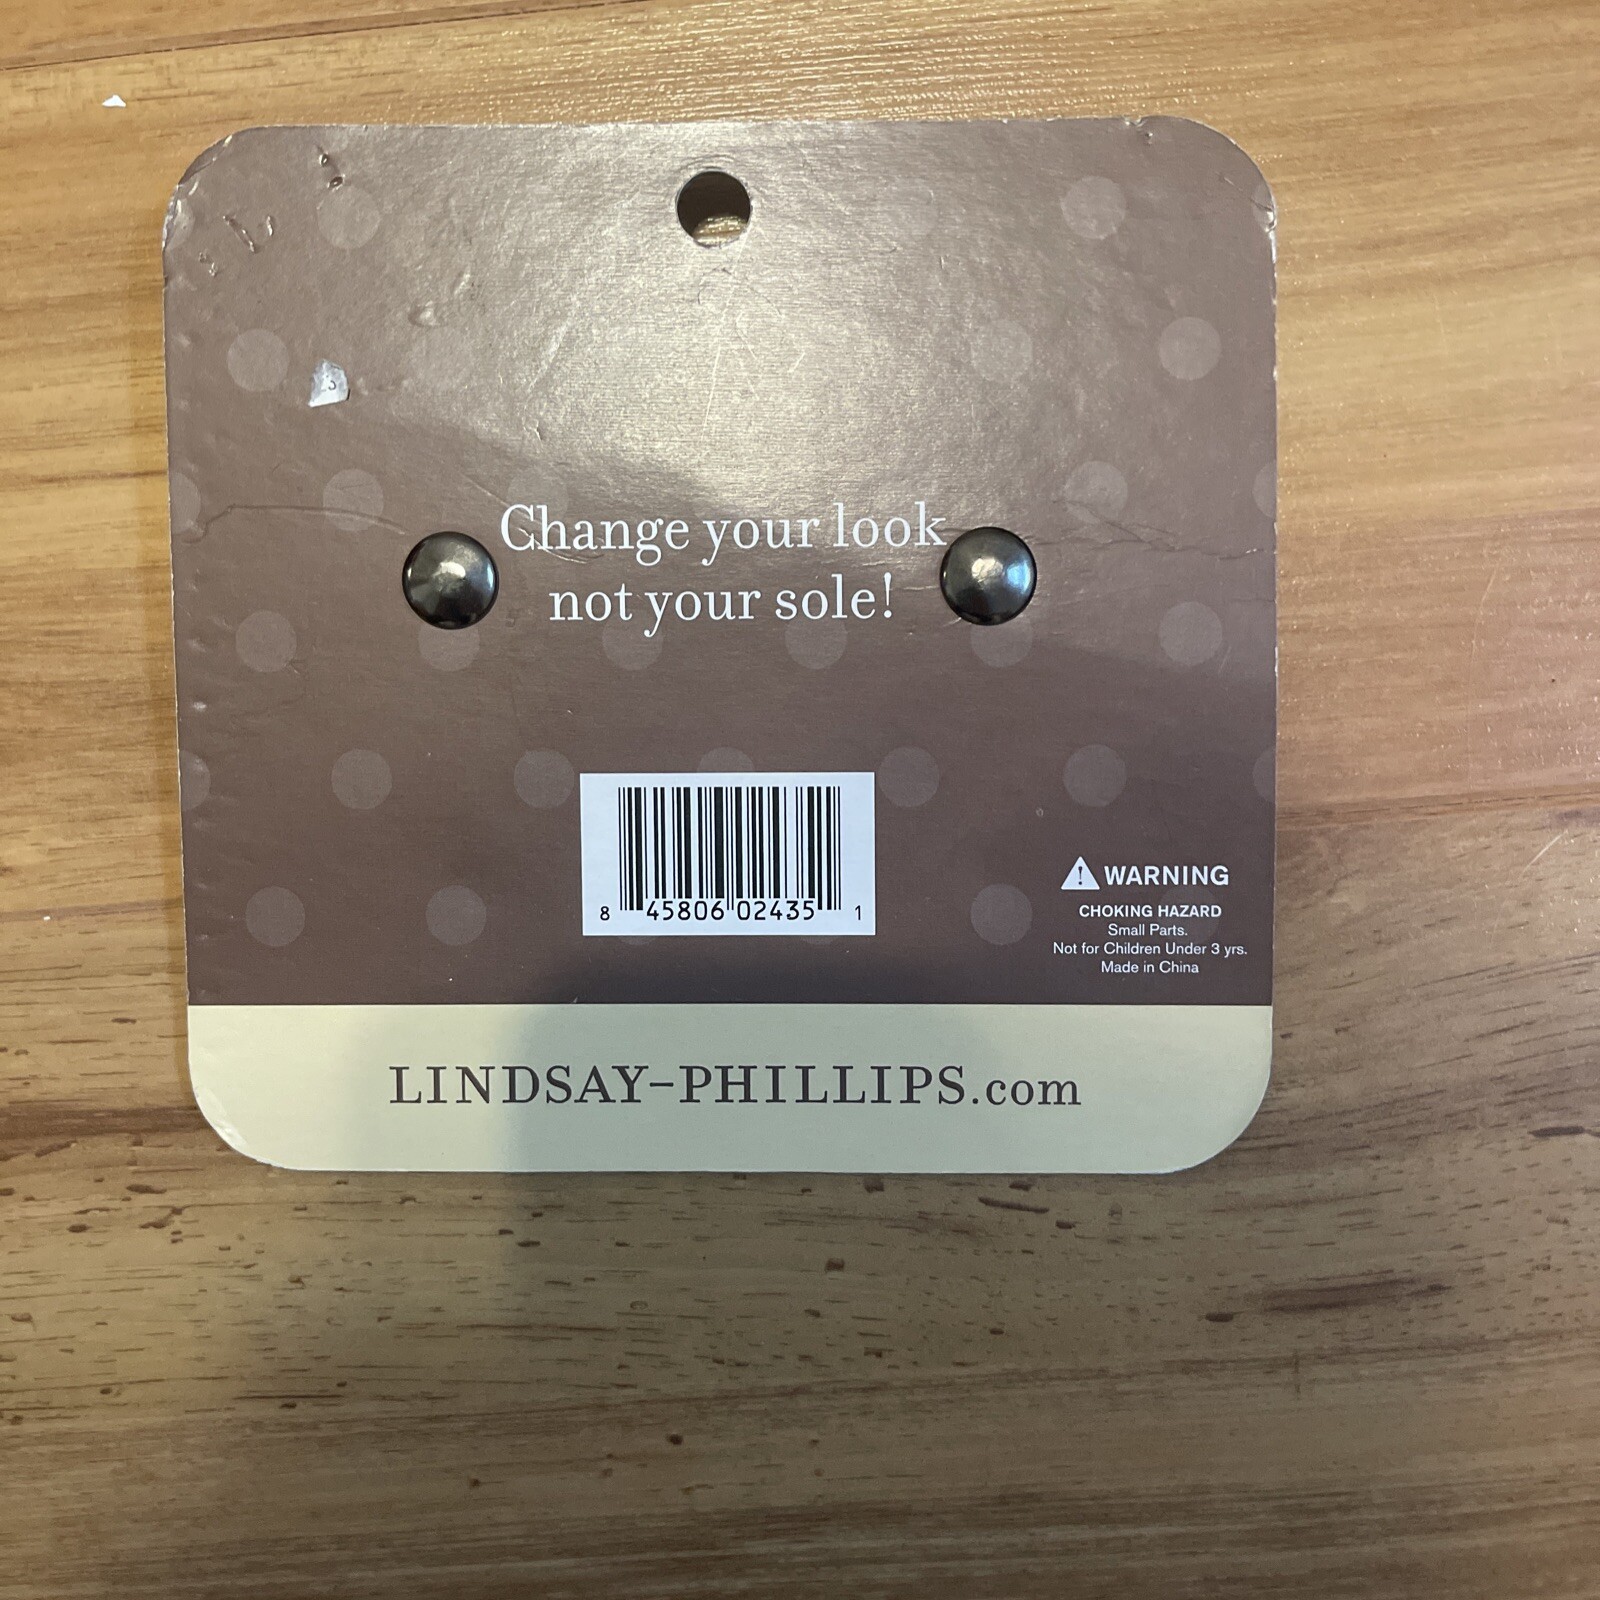 Change your look
not your sole!
8 45806 02435 1
WARNING
CHOKING HAZARD
Small Parts.
Not for Children Under 3 yrs.
Made in China
LINDSAY-PHILLIPS.com